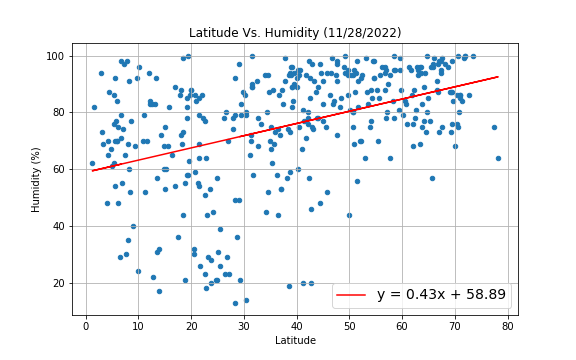 Latitude Vs. Humidity (11/28/2022)
100
80
60
40
20
Humidity (%)
y = 0.43x + 58.89
0 10 20 30 40 50 60 70 80
Latitude